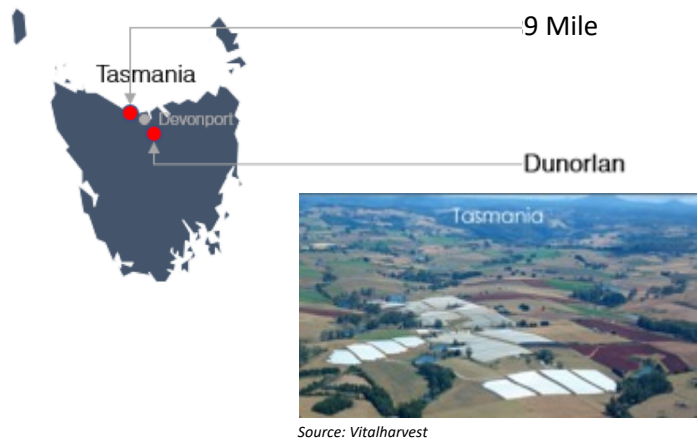 9 Mile
Tasmania
Devonport
Dunorlan
Tasmania
Source: Vitalharvest